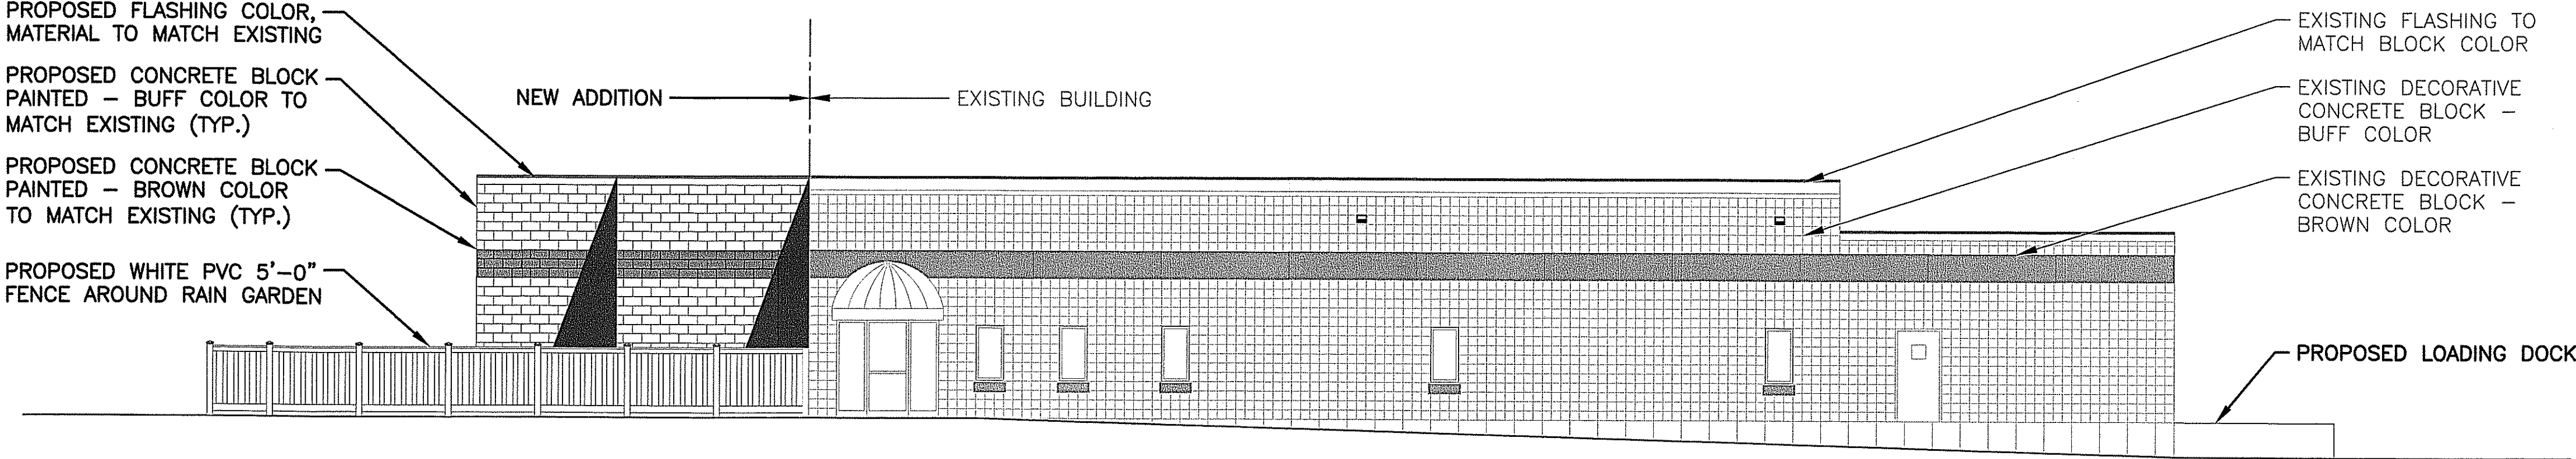 PROPOSED FLASHING COLOR,
MATERIAL TO MATCH EXISTING
PROPOSED CONCRETE BLOCK
PAINTED – BUFF COLOR TO
MATCH EXISTING (TYP.)
PROPOSED CONCRETE BLOCK
PAINTED – BROWN COLOR
TO MATCH EXISTING (TYP.)
PROPOSED WHITE PVC 5'–0"
FENCE AROUND RAIN GARDEN
NEW ADDITION
EXISTING BUILDING
EXISTING FLASHING TO
MATCH BLOCK COLOR
EXISTING DECORATIVE
CONCRETE BLOCK –
BUFF COLOR
EXISTING DECORATIVE
CONCRETE BLOCK –
BROWN COLOR
PROPOSED LOADING DOCK